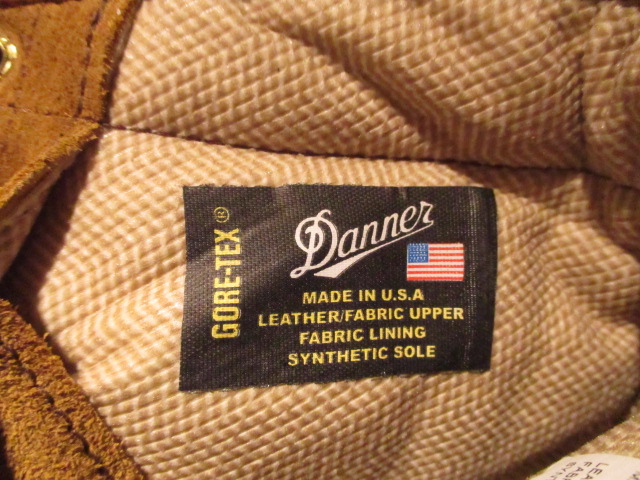 GORE-TEX®
Danner
MADE IN U.S.A
LEATHER/FABRIC UPPER
FABRIC LINING
SYNTHETIC SOLE